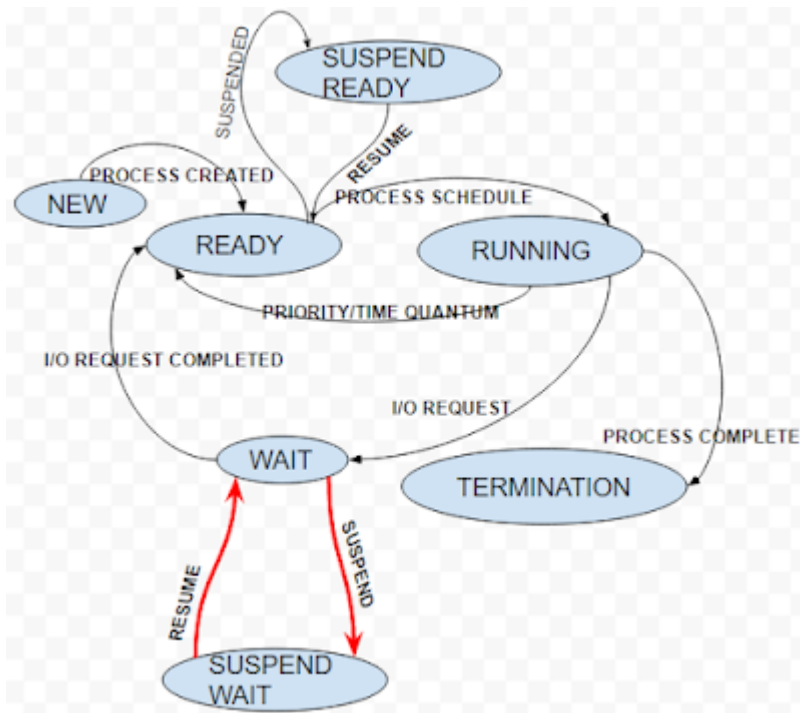 SUSPENDED
SUSPEND
READY
RESUME
PROCESS CREATED
NEW
PROCESS SCHEDULE
READY
RUNNING
PRIORITY/TIME QUANTUM
I/O REQUEST COMPLETED
I/O REQUEST
PROCESS COMPLETE
WAIT
TERMINATION
RESUME
SUSPEND
SUSPEND
WAIT